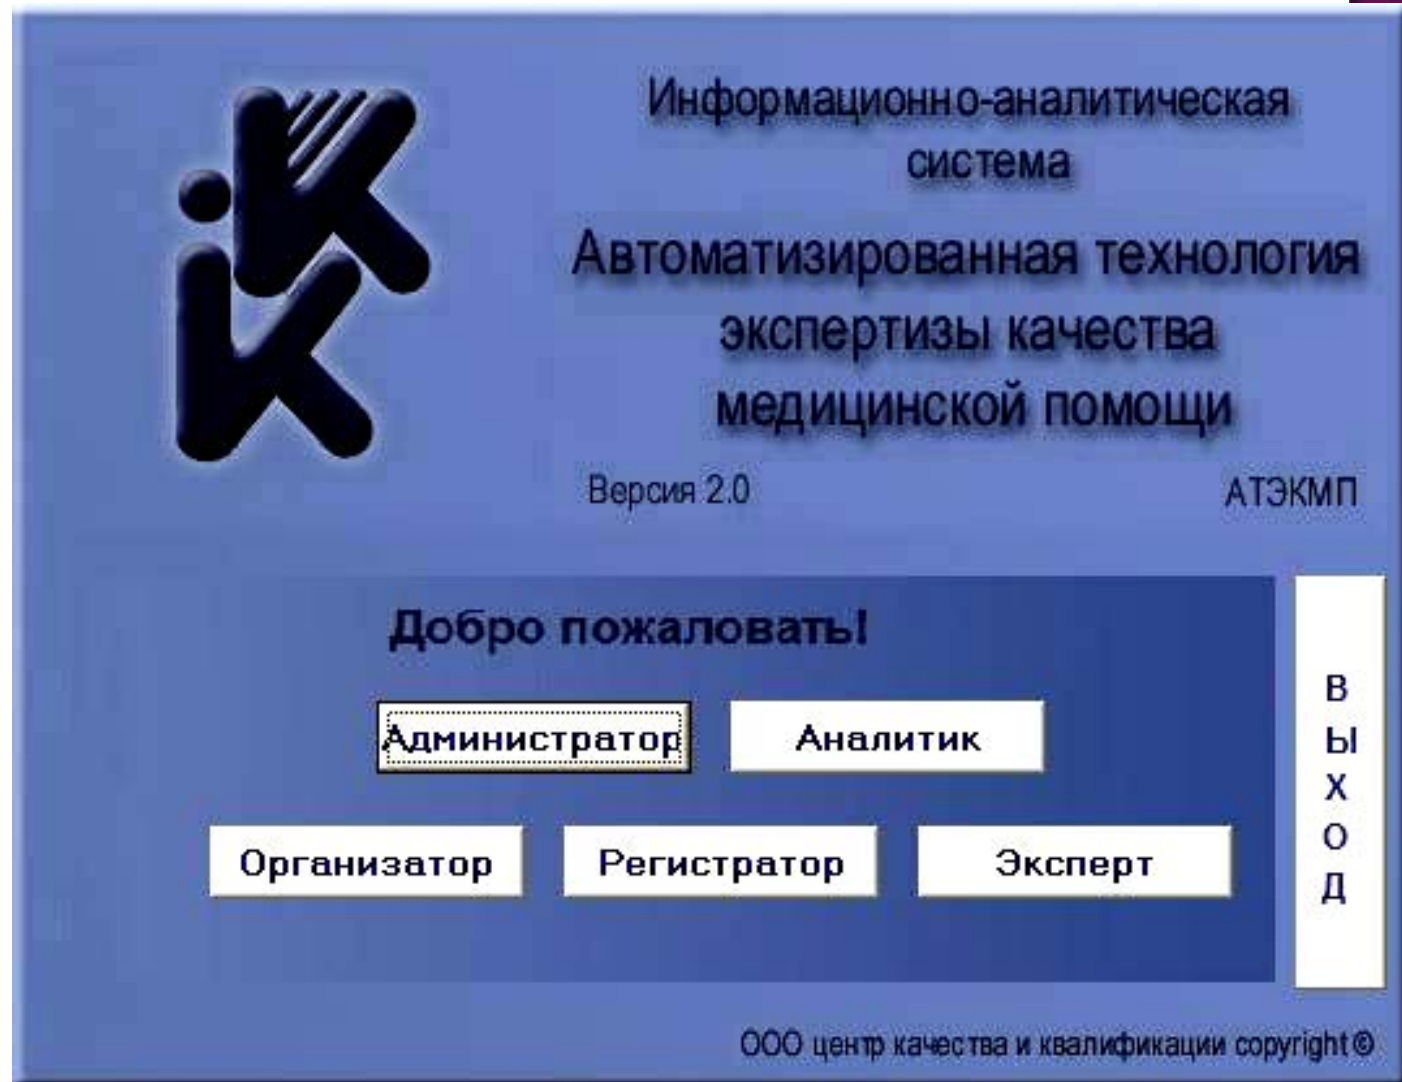 Информационно-аналитическая
система
Автоматизированная технология
экспертизы качества
медицинской помощи
Версия 2.0 АТЭКМП
Добро пожаловать!
Администратор Аналитик
Организатор Регистратор Эксперт
ВЫХОД
ООО центр качества и квалификации copyright ©